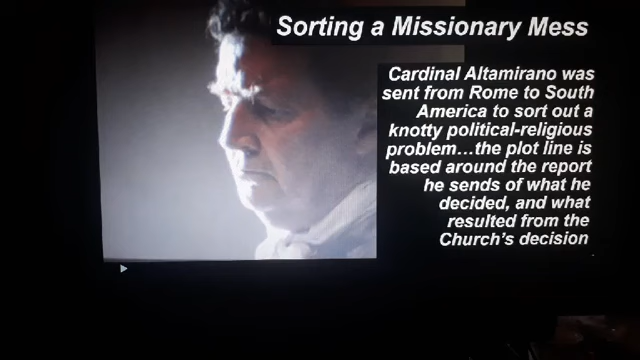 Sorting a Missionary Mess
Cardinal Altamirano was
sent from Rome to South
America to sort out a
knotty political-religious
problem...the plot line is
based around the report
he sends of what he
decided, and what
resulted from the
Church's decision